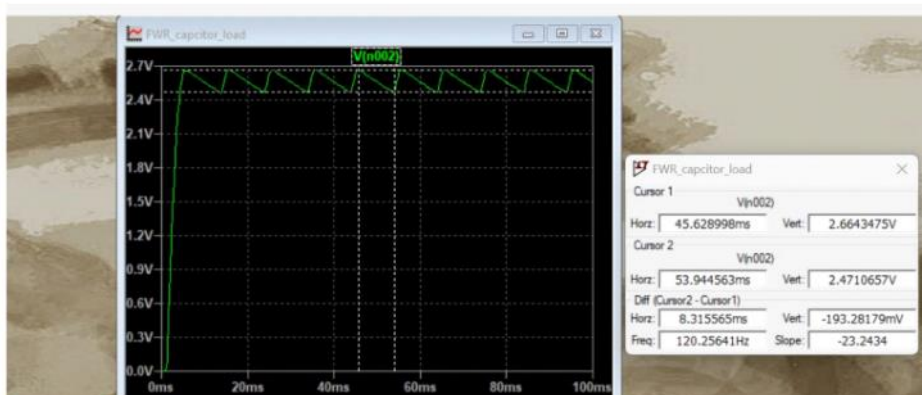 FWR_capcitor_load
V(n002)
2.7V
2.4V
2.1V
1.8V
1.5V
1.2V
0.9V
0.6V
0.3V
0.0V
0ms 20ms 40ms 60ms 80ms 100ms
FWR_capcitor_load
Cursor 1
V(n002)
Horz: 45.628998ms Vert: 2.6643475V
Cursor 2
V(n002)
Horz: 53.944563ms Vert: 2.4710657V
Diff (Cursor2 - Cursor1)
Horz: 8.315565ms Vert: -193.28179mV
Freq: 120.25641Hz Slope: -23.2434